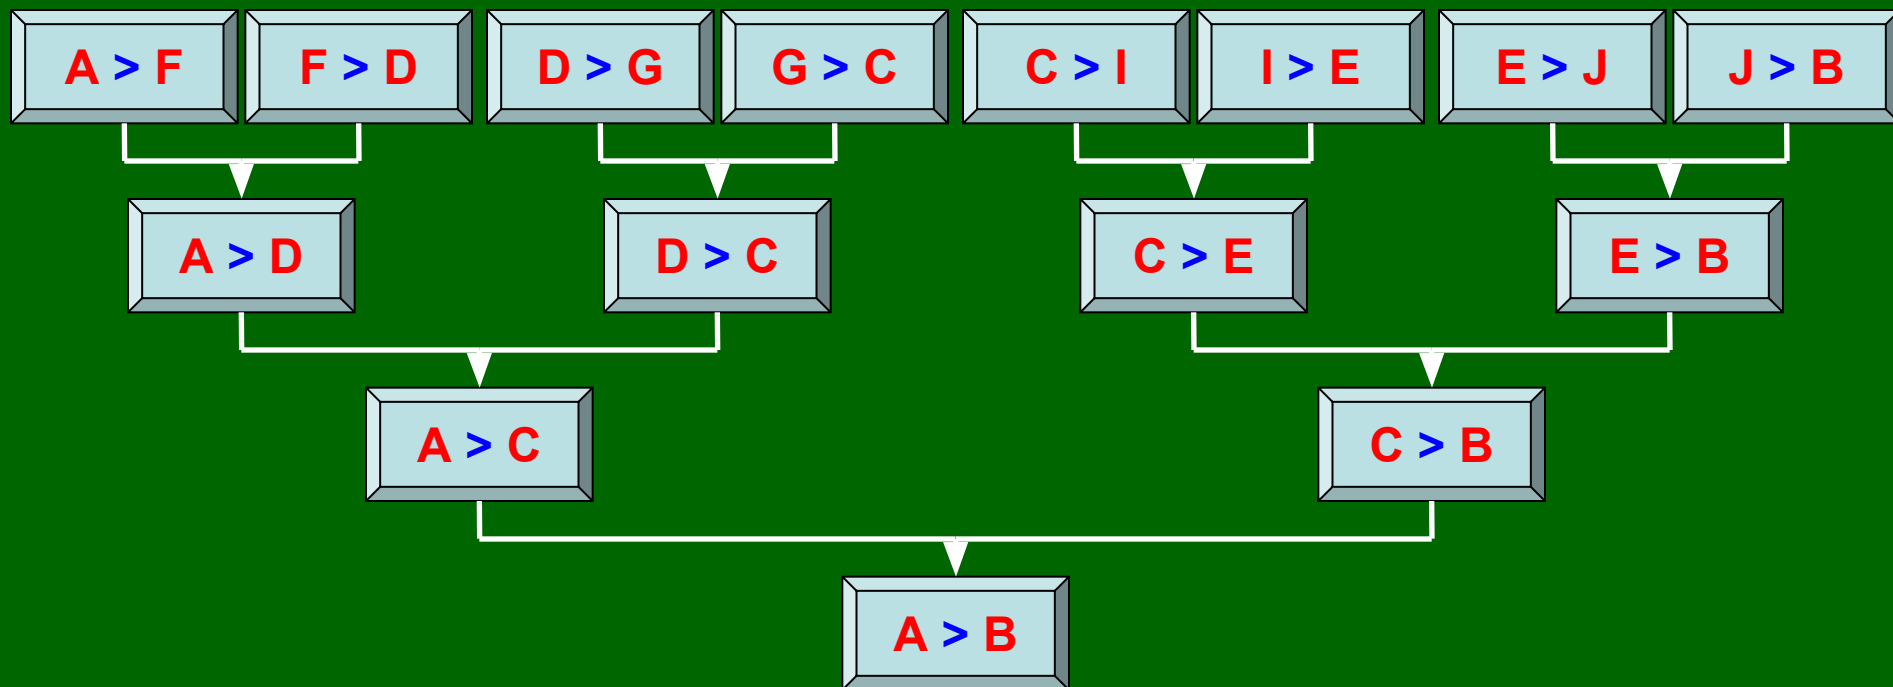 A > F
F > D
D > G
G > C
C > I
I > E
E > J
J > B
A > D
D > C
C > E
E > B
A > C
C > B
A > B